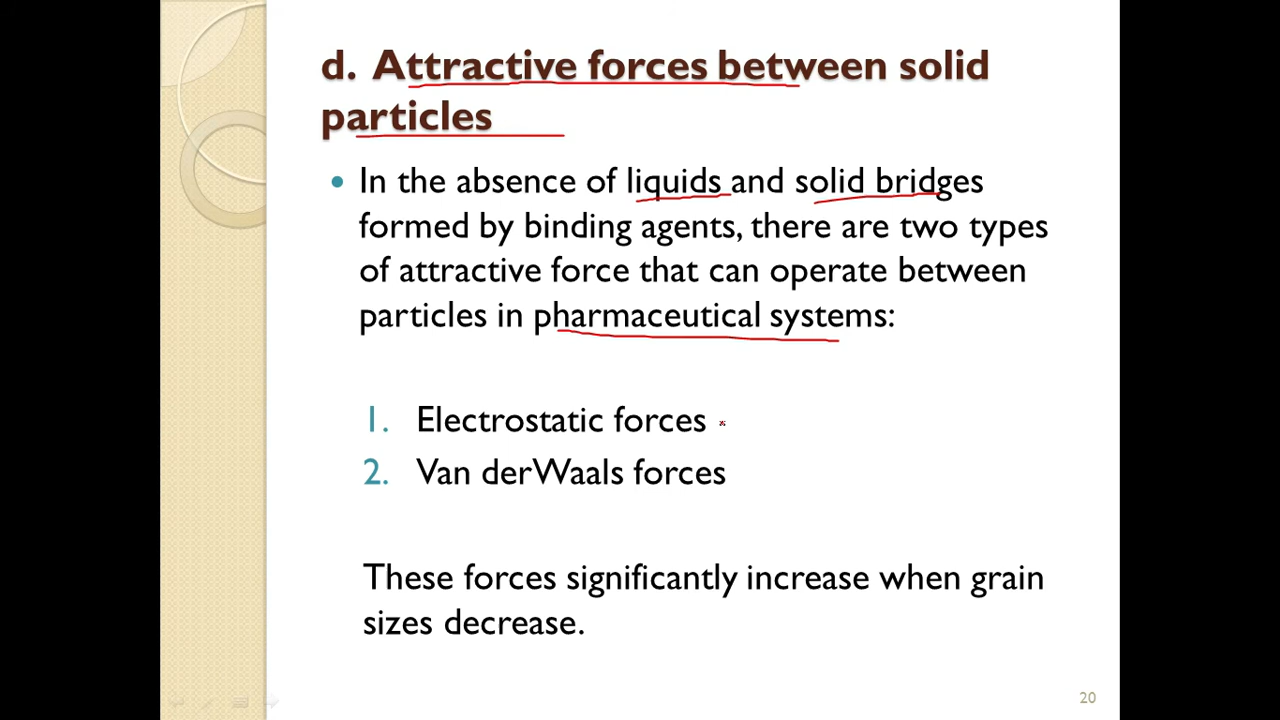 d. Attractive forces between solid
particles
• In the absence of liquids and solid bridges
formed by binding agents, there are two types
of attractive force that can operate between
particles in pharmaceutical systems:
1. Electrostatic forces
2. Van derWaals forces
These forces significantly increase when grain
sizes decrease.
20